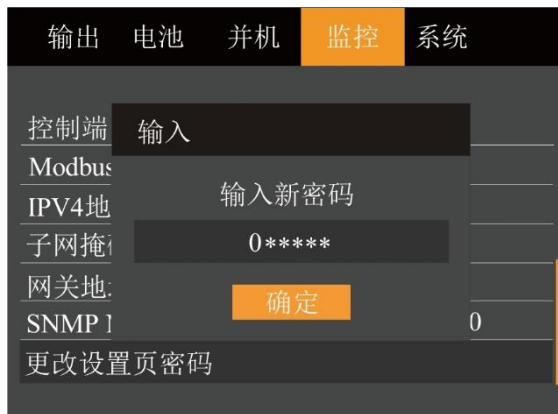 输出 电池 并机 监控 系统
控制端
输入
Modbus
输入新密码
IPV4地
子网掩
0*****
网关地
确定
SNMP
0
更改设置页密码